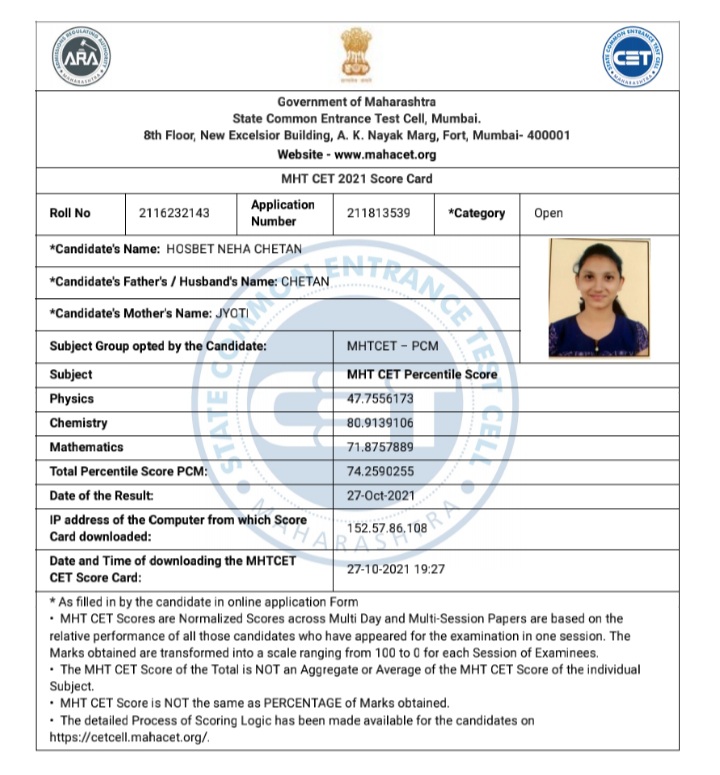 ADMISSIONS REGULATING AUTHORITY
ARA
MAHARASHTRA
सत्यमेव जयते
STATE COMMON ENTRANCE TEST CELL
CET
MAHARASHTRA
Government of Maharashtra
State Common Entrance Test Cell, Mumbai.
8th Floor, New Excelsior Building, A. K. Nayak Marg, Fort, Mumbai- 400001
Website - www.mahacet.org
MHT CET 2021 Score Card
Roll No 2116232143 Application Number 211813539 *Category Open
*Candidate's Name: HOSBET NEHA CHETAN
*Candidate's Father's / Husband's Name: CHETAN
*Candidate's Mother's Name: JYOTI
Subject Group opted by the Candidate: MHTCET – PCM
Subject MHT CET Percentile Score
Physics 47.7556173
Chemistry 80.9139106
Mathematics 71.8757889
Total Percentile Score PCM: 74.2590255
Date of the Result: 27-Oct-2021
IP address of the Computer from which Score
Card downloaded: 152.57.86.108
Date and Time of downloading the MHTCET
CET Score Card: 27-10-2021 19:27
STATE COMMON ENTRANCE TEST CELL
CET
MAHARASHTRA
* As filled in by the candidate in online application Form
• MHT CET Scores are Normalized Scores across Multi Day and Multi-Session Papers are based on the
relative performance of all those candidates who have appeared for the examination in one session. The
Marks obtained are transformed into a scale ranging from 100 to 0 for each Session of Examinees.
• The MHT CET Score of the Total is NOT an Aggregate or Average of the MHT CET Score of the individual
Subject.
• MHT CET Score is NOT the same as PERCENTAGE of Marks obtained.
• The detailed Process of Scoring Logic has been made available for the candidates on
https://cetcell.mahacet.org/.